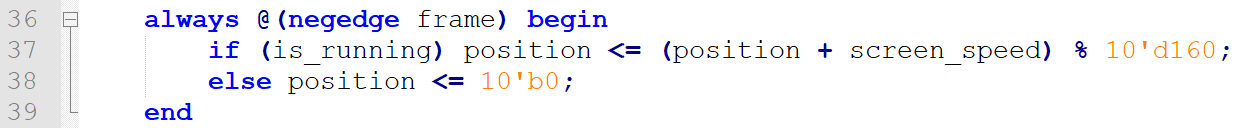 36 always @(negedge frame) begin
37 if (is_running) position <= (position + screen_speed) % 10'd160;
38 else position <= 10'b0;
39 end